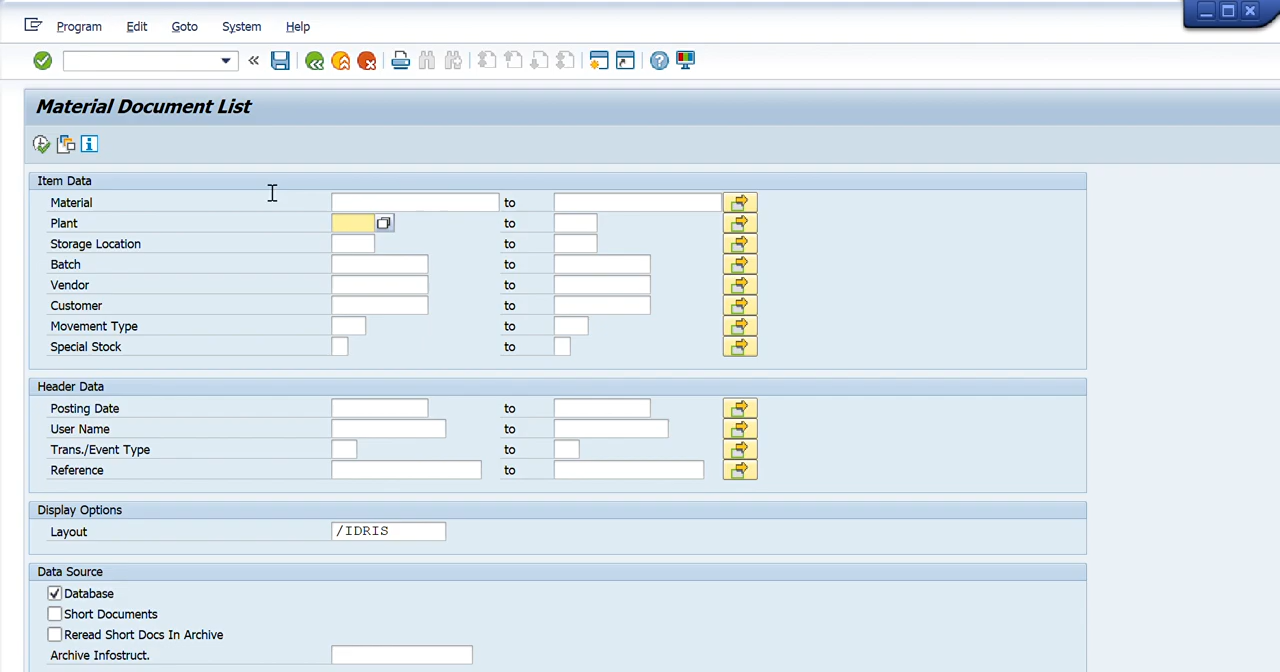 Program Edit Goto System Help
Material Document List
Item Data
Material to
Plant to
Storage Location to
Batch to
Vendor to
Customer to
Movement Type to
Special Stock to
Header Data
Posting Date to
User Name to
Trans./Event Type to
Reference to
Display Options
Layout /IDRIS
Data Source
Database
Short Documents
Reread Short Docs In Archive
Archive Infostruct.